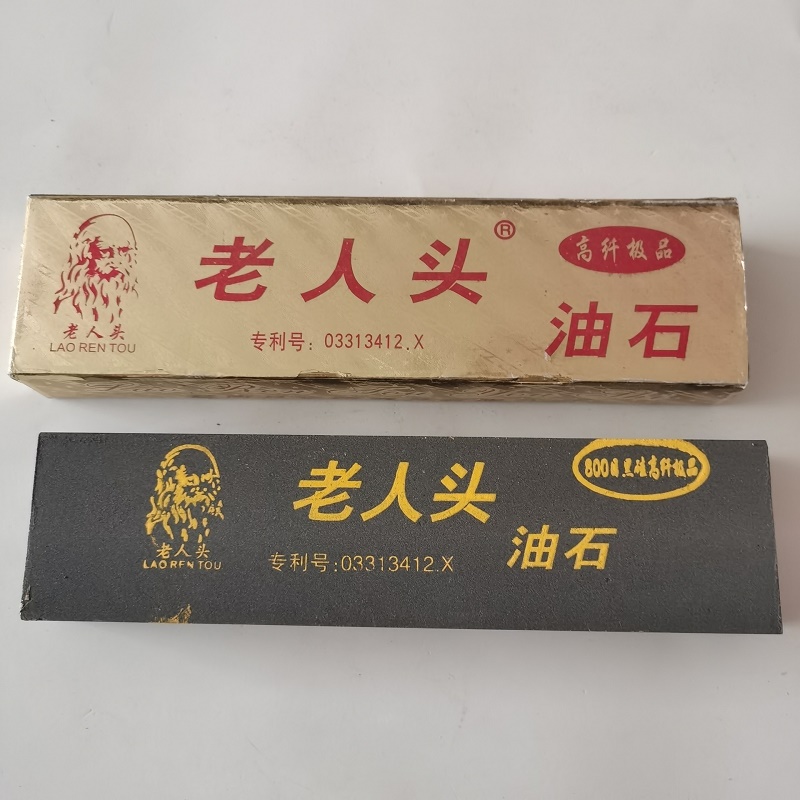 老人头®
高纤极品
老人头
LAO REN TOU
专利号：03313412.X
油石
老人头
800目黑硅高纤极品
老人头
LAO REN TOU
专利号：03313412.X
油石